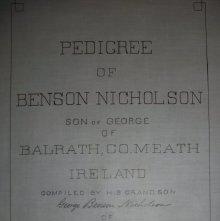 PEDIGREE
OF
BENSON NICHOLSON
SON OF GEORGE
OF
BALRATH, CO. MEATH
IRELAND
COMPILED BY HIS GRANDSON
George Benson Nicholson
OF